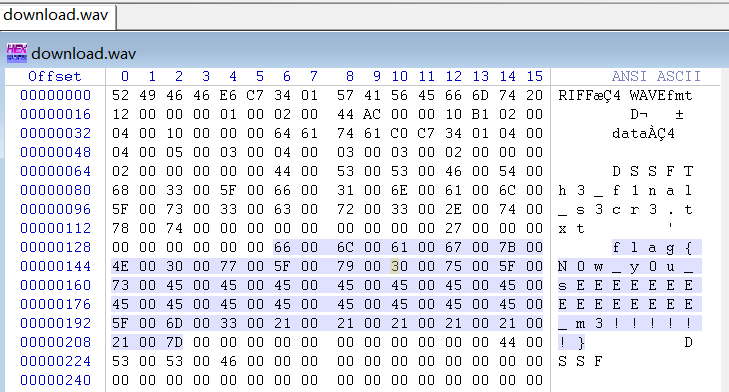 download.wav
HEX download.wav
Offset 0 1 2 3 4 5 6 7 8 9 10 11 12 13 14 15 ANSI ASCII
00000000 52 49 46 46 E6 C7 34 01 57 41 56 45 66 6D 74 20 RIFFæÇ4 WAVEfmt
00000016 12 00 00 00 01 00 02 00 44 AC 00 00 10 B1 02 00 D¬ ±
00000032 04 00 10 00 00 00 64 61 74 61 C0 C7 34 01 04 00 dataÀÇ4
00000048 04 00 05 00 03 00 04 00 03 00 03 00 02 00 00 00
00000064 00 00 00 00 00 00 44 00 53 00 53 00 46 00 54 00 D S S F T
00000080 68 00 33 00 5F 00 66 00 31 00 6E 00 61 00 6C 00 h 3 _ f 1 n a l
00000096 5F 00 73 00 33 00 63 00 72 00 33 00 2E 00 74 00 _ s 3 c r 3 . t
00000112 78 00 74 00 00 00 00 00 00 00 00 00 27 00 00 00 x t '
00000128 00 00 00 00 00 00 66 00 6C 00 61 00 67 00 7B 00 f l a g {
00000144 4E 00 30 00 77 00 5F 00 79 00 30 00 75 00 5F 00 N 0 w _ y 0 u _
00000160 73 00 45 00 45 00 45 00 45 00 45 00 45 00 45 00 s E E E E E E E
00000176 45 00 45 00 45 00 45 00 45 00 45 00 45 00 45 00 E E E E E E E E
00000192 5F 00 6D 00 33 00 21 00 21 00 21 00 21 00 21 00 _ m 3 ! ! ! ! !
00000208 21 00 7D 00 00 00 00 00 00 00 00 00 00 00 44 00 ! } D
00000224 53 00 53 00 46 00 00 00 00 00 00 00 00 00 00 00 S S F
00000240 00 00 00 00 00 00 00 00 00 00 00 00 00 00 00 00